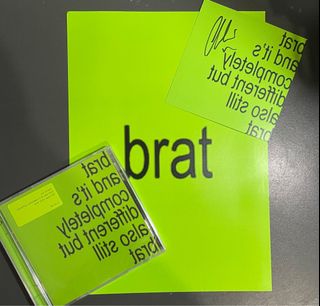 brat
and it's
completely
different but
also still
brat
brat
brat
and it's
completely
different but
also still
brat